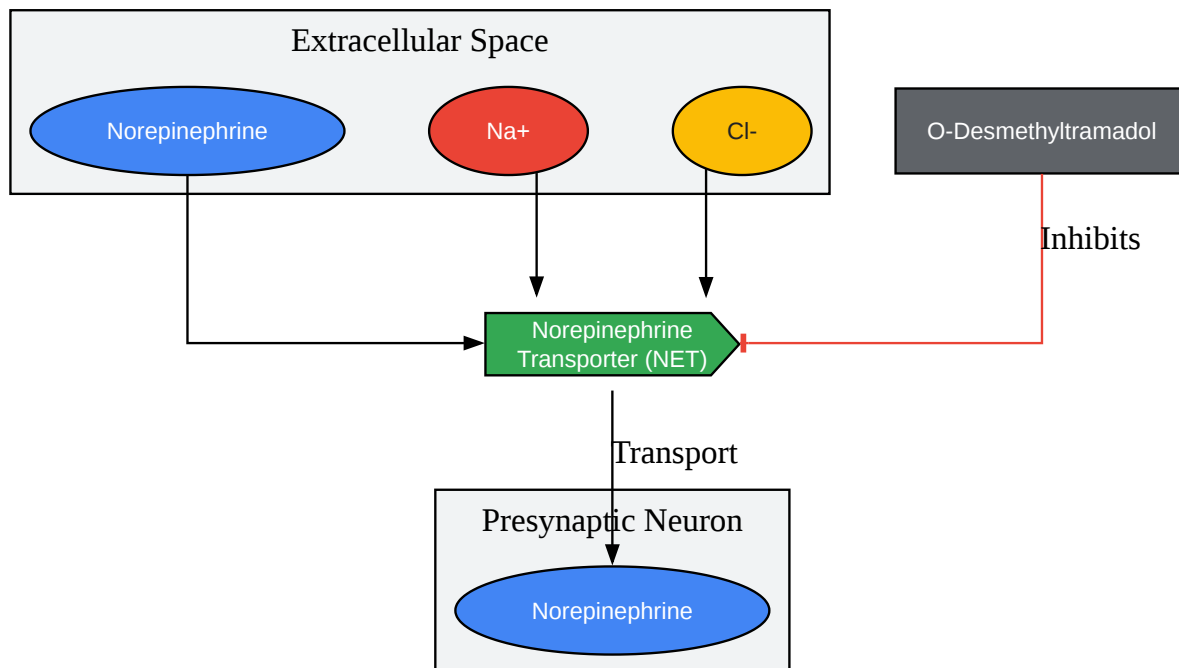 Extracellular Space
Norepinephrine
Na+
Cl-
O-Desmethyltramadol
Inhibits
Norepinephrine
Transporter (NET)
Transport
Presynaptic Neuron
Norepinephrine